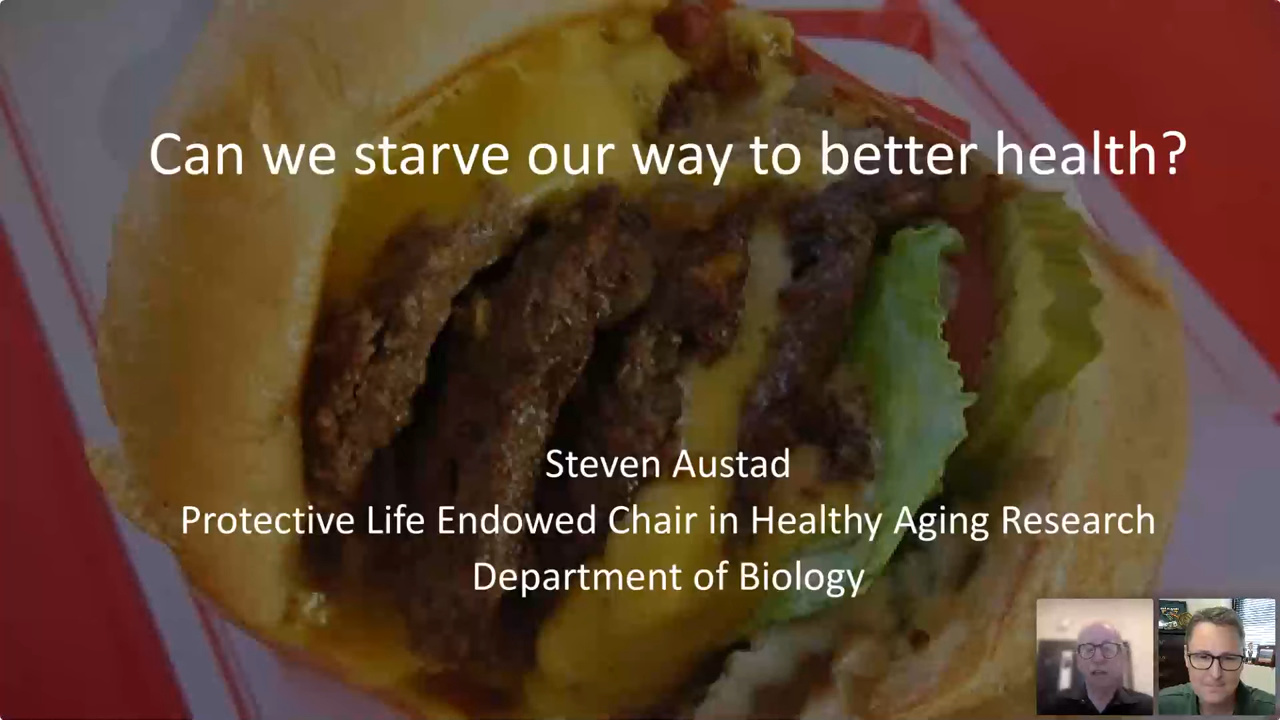 Can we starve our way to better health?
Steven Austad
Protective Life Endowed Chair in Healthy Aging Research
Department of Biology